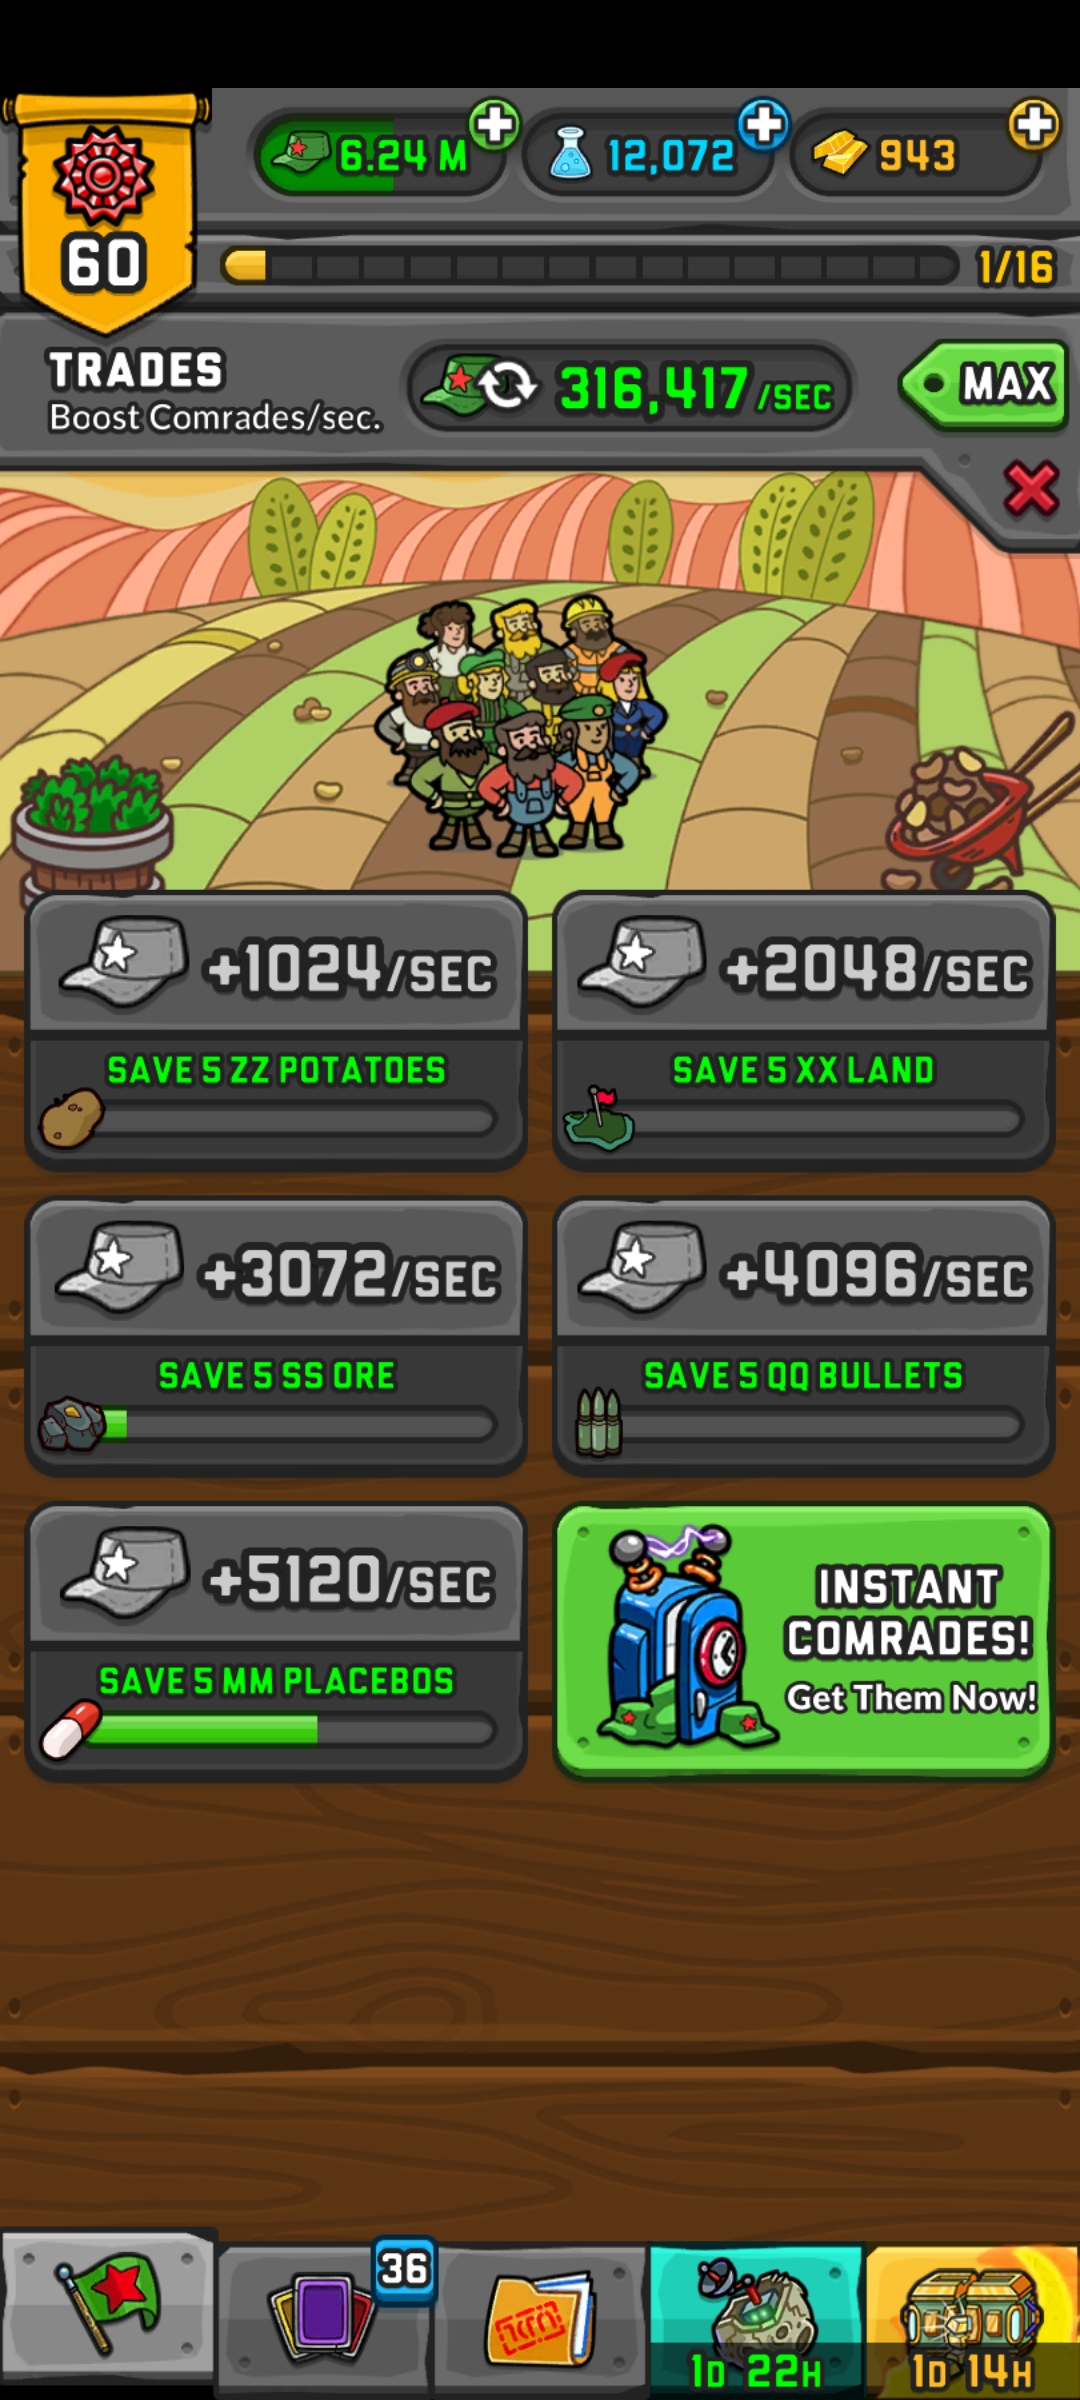 6.24 M
12,072
943
60
1/16
TRADES
Boost Comrades/sec.
316,417/SEC
MAX
+1024/SEC
SAVE 5 ZZ POTATOES
+2048/SEC
SAVE 5 XX LAND
+3072/SEC
SAVE 5 SS ORE
+4096/SEC
SAVE 5 QQ BULLETS
+5120/SEC
SAVE 5 MM PLACEBOS
INSTANT
COMRADES!
Get Them Now!
36
1D 22H
1D 14H